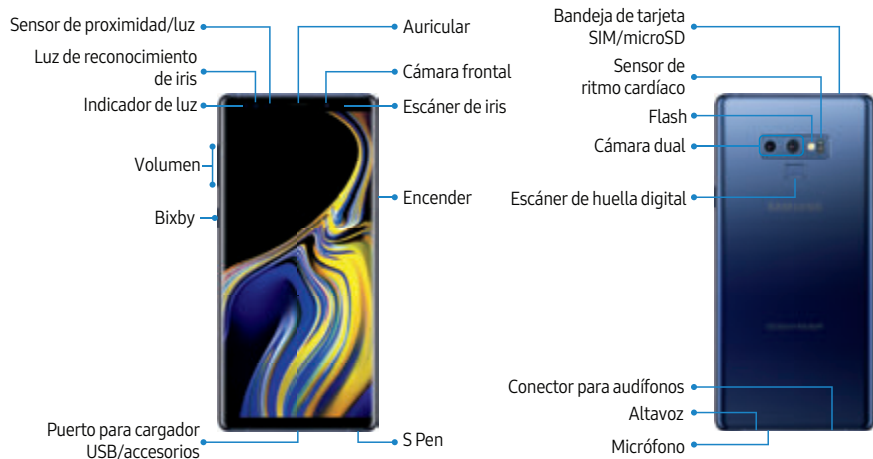 Sensor de proximidad/luz
Luz de reconocimiento
de iris
Indicador de luz
Volumen
Bixby
Puerto para cargador
USB/accesorios
Auricular
Cámara frontal
Escáner de iris
Encender
S Pen
Bandeja de tarjeta
SIM/microSD
Sensor de
ritmo cardíaco
Flash
Cámara dual
Escáner de huella digital
SAMSUNG
Conector para audífonos
Altavoz
Micrófono